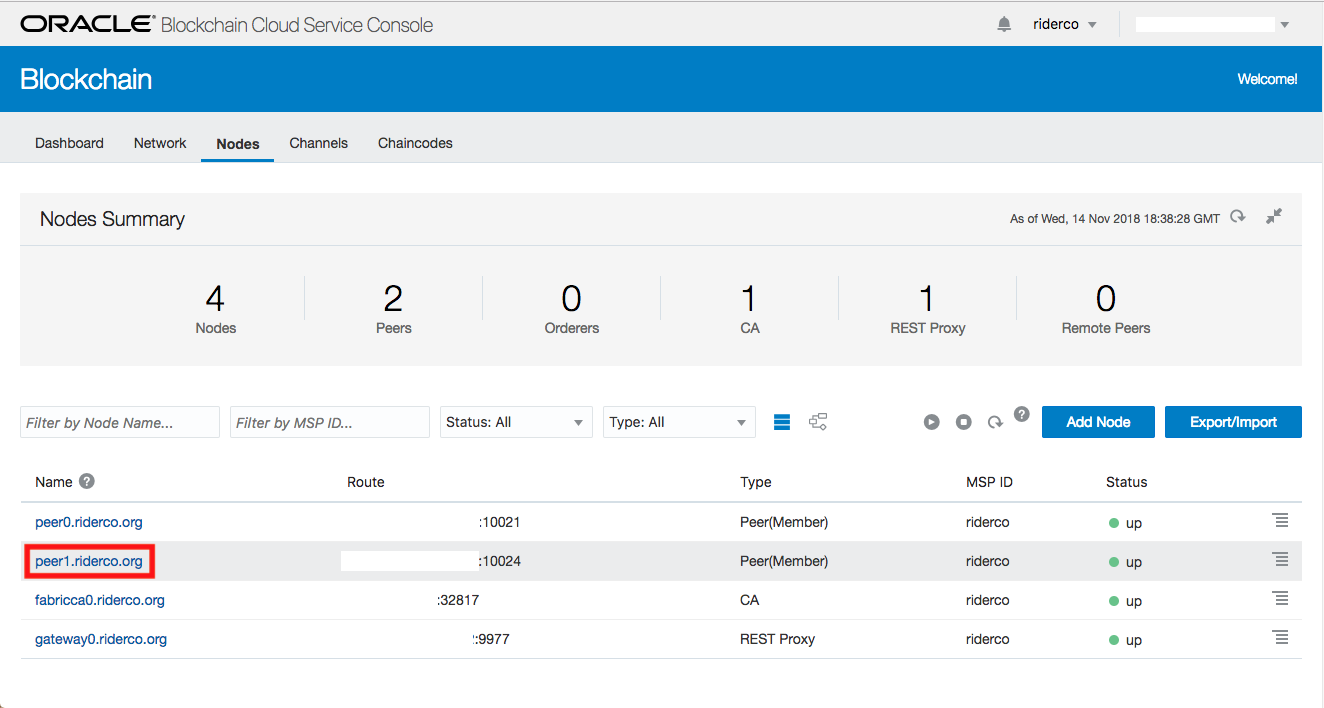 ORACLE® Blockchain Cloud Service Console riderco
Blockchain Welcome!
Dashboard Network Nodes Channels Chaincodes
Nodes Summary As of Wed, 14 Nov 2018 18:38:28 GMT
4 2 0 1 1 0
Nodes Peers Orderers CA REST Proxy Remote Peers
Filter by Node Name... Filter by MSP ID... Status: All Type: All ? Add Node Export/Import
Name ? Route Type MSP ID Status
peer0.riderco.org :10021 Peer(Member) riderco up
peer1.riderco.org :10024 Peer(Member) riderco up
fabricca0.riderco.org :32817 CA riderco up
gateway0.riderco.org :9977 REST Proxy riderco up